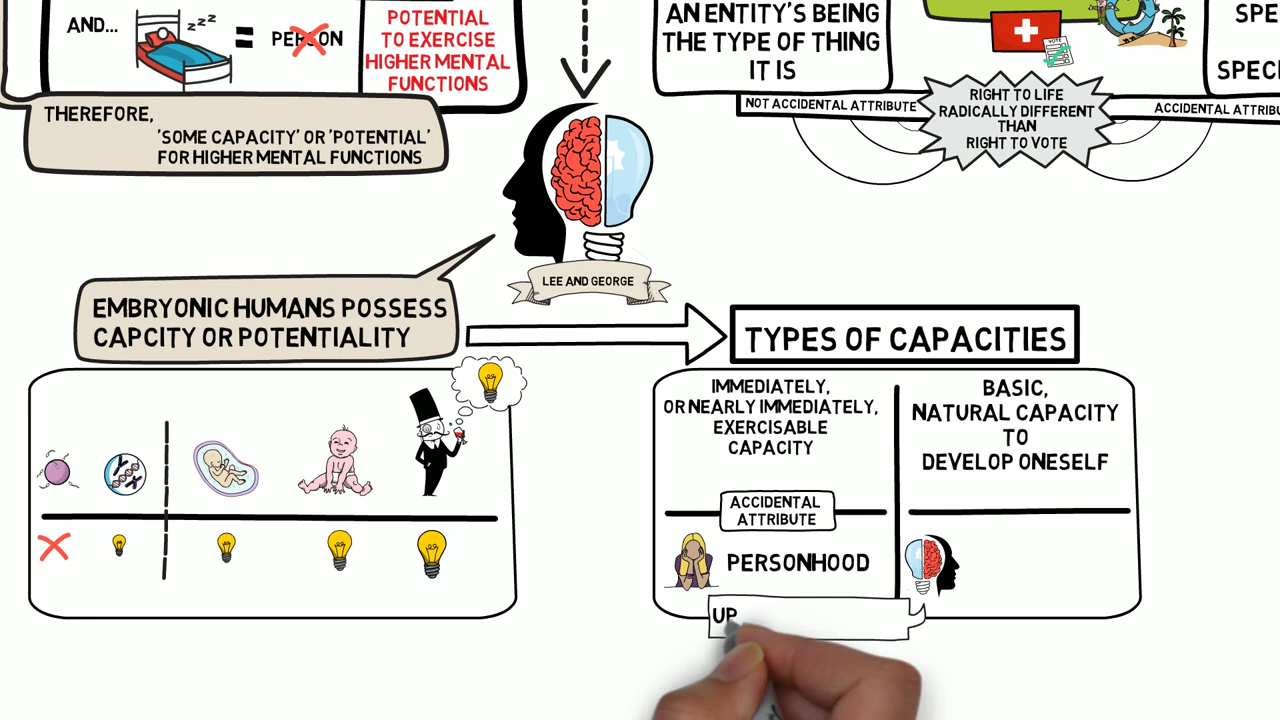 AND...
zzz
=
PERSON
POTENTIAL
TO EXERCISE
HIGHER MENTAL
FUNCTIONS
THEREFORE,
'SOME CAPACITY' OR 'POTENTIAL'
FOR HIGHER MENTAL FUNCTIONS
AN ENTITY'S BEING
THE TYPE OF THING
IT IS
VOTE
SPE
SPECI
NOT ACCIDENTAL ATTRIBUTE
RIGHT TO LIFE
RADICALLY DIFFERENT
THAN
RIGHT TO VOTE
ACCIDENTAL ATTRIBU
LEE AND GEORGE
EMBRYONIC HUMANS POSSESS
CAPCITY OR POTENTIALITY
TYPES OF CAPACITIES
IMMEDIATELY,
OR NEARLY IMMEDIATELY,
EXERCISABLE
CAPACITY
ACCIDENTAL
ATTRIBUTE
PERSONHOOD
BASIC,
NATURAL CAPACITY
TO
DEVELOP ONESELF
UP